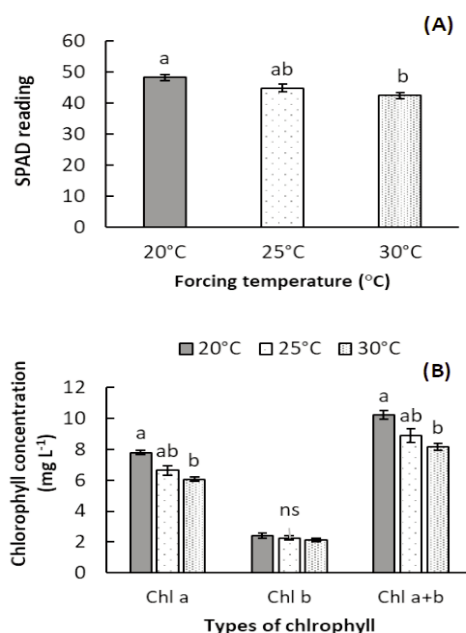 (A)
60
50
40
30
20
10
0
SPAD reading
a
ab
b
20°C
25°C
30°C
Forcing temperature (°C)
20°C 25°C 30°C
(B)
12
10
8
6
4
2
0
Chlorophyll concentration
(mg L⁻¹)
a
ab
b
ns
a
ab
b
Chl a
Chl b
Chl a+b
Types of chlrophyll